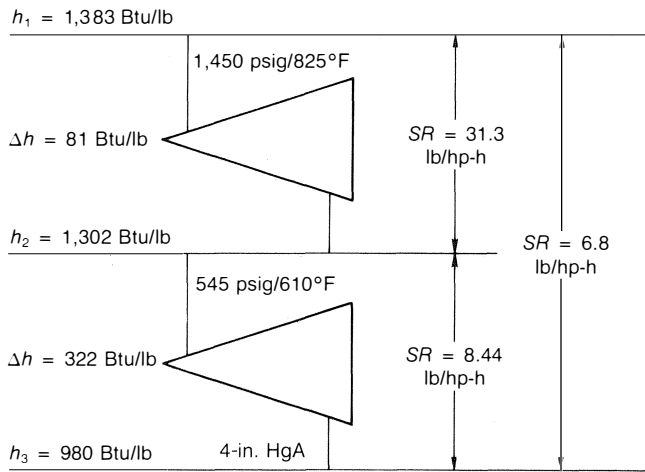 h₁ = 1,383 Btu/lb
1,450 psig/825°F
Δh = 81 Btu/lb
SR = 31.3
lb/hp-h
h₂ = 1,302 Btu/lb
SR = 6.8
lb/hp-h
545 psig/610°F
Δh = 322 Btu/lb
SR = 8.44
lb/hp-h
h₃ = 980 Btu/lb
4-in. HgA